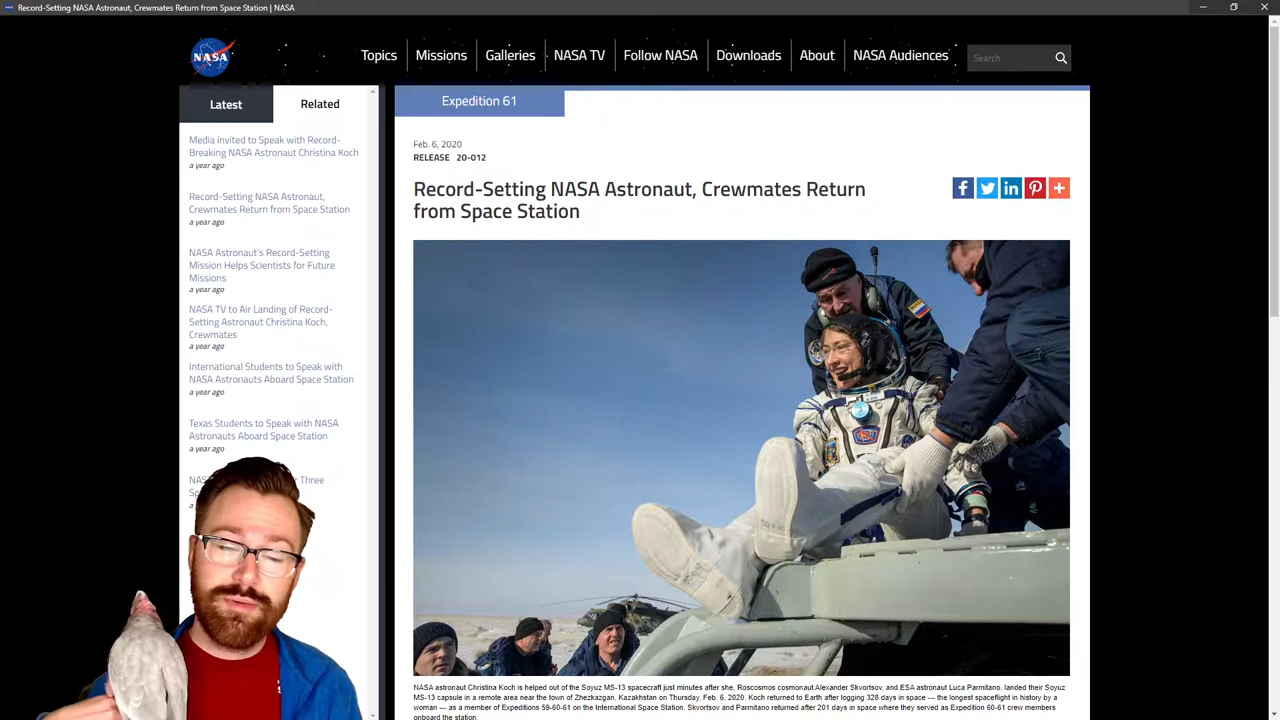 Record-Setting NASA Astronaut, Crewmates Return from Space Station | NASA
NASA
Topics
Missions
Galleries
NASA TV
Follow NASA
Downloads
About
NASA Audiences
Search
Latest
Related
Media invited to Speak with Record-
Breaking NASA Astronaut Christina Koch
a year ago
Record-Setting NASA Astronaut,
Crewmates Return from Space Station
a year ago
NASA Astronaut's Record-Setting
Mission Helps Scientists for Future
Missions
a year ago
NASA TV to Air Landing of Record-
Setting Astronaut Christina Koch,
Crewmates
a year ago
International Students to Speak with
NASA Astronauts Aboard Space Station
a year ago
Texas Students to Speak with NASA
Astronauts Aboard Space Station
a year ago
Three
Expedition 61
Feb. 6, 2020
RELEASE 20-012
Record-Setting NASA Astronaut, Crewmates Return
from Space Station
NASA astronaut Christina Koch is helped out of the Soyuz MS-13 spacecraft just minutes after she, Roscosmos cosmonaut Alexander Skvortsov, and ESA astronaut Luca Parmitano, landed their Soyuz
MS-13 capsule in a remote area near the town of Zhezkazgan, Kazakhstan on Thursday, Feb. 6, 2020. Koch returned to Earth after logging 328 days in space --- the longest spaceflight in history by a
woman --- as a member of Expeditions 59-60-61 on the International Space Station. Skvortsov and Parmitano returned after 201 days in space where they served as Expedition 60-61 crew members
onboard the station.